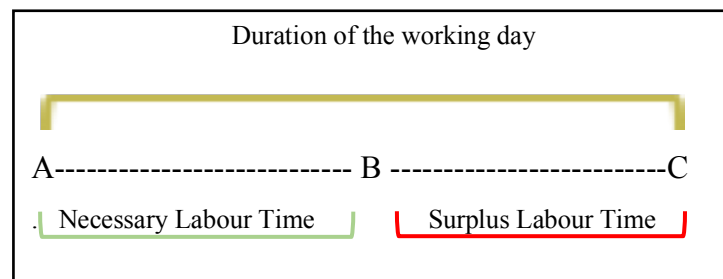 Duration of the working day
A---------------------------- B --------------------------C
. Necessary Labour Time Surplus Labour Time